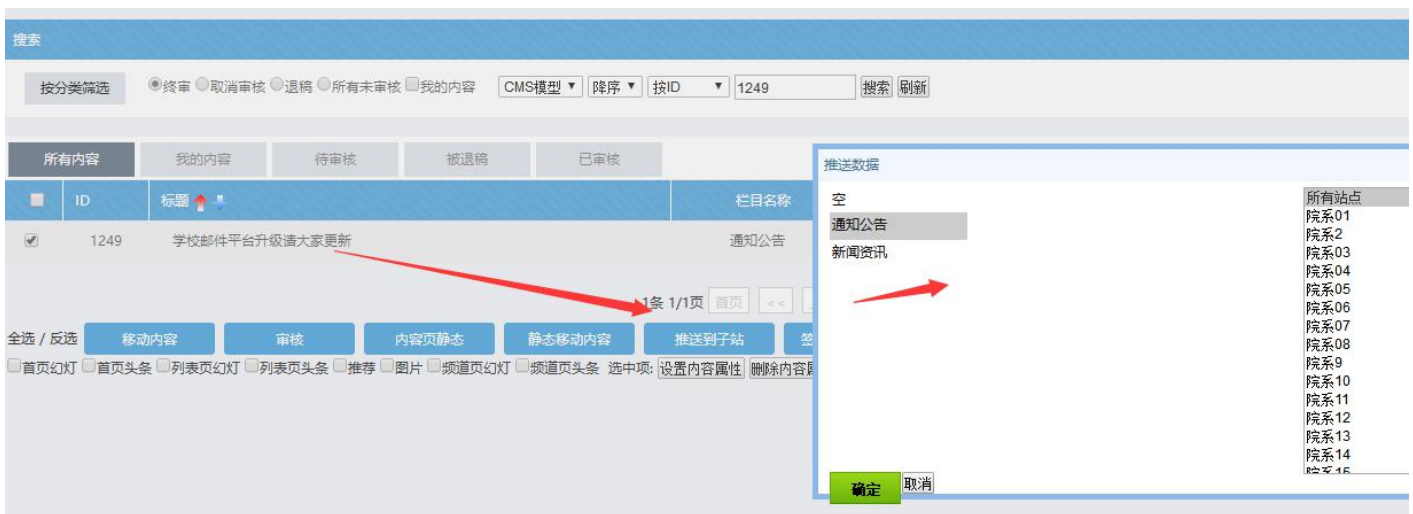 搜索
按分类筛选 终审 取消审核 退稿 所有未审核 我的内容 CMS模型 降序 按ID 1249 搜索 刷新
所有内容 我的内容 待审核 被退稿 已审核
ID 标题 栏目名称
1249 学校邮件平台升级请大家更新 通知公告
1条 1/1页 首页 <<
全选 / 反选 移动内容 审核 内容页静态 静态移动内容 推送到子站 签
首页幻灯 首页头条 列表页幻灯 列表页头条 推荐 图片 频道页幻灯 频道页头条 选中项: 设置内容属性 删除内容
推送数据
空
通知公告
新闻资讯
所有站点
院系01
院系2
院系03
院系04
院系05
院系06
院系07
院系08
院系9
院系10
院系11
院系12
院系13
院系14
院系15
确定 取消